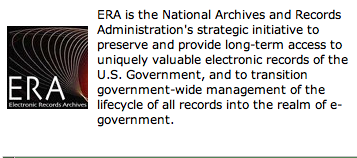 ERA is the National Archives and Records
Administration's strategic initiative to
preserve and provide long-term access to
uniquely valuable electronic records of the
U.S. Government, and to transition
government-wide management of the
lifecycle of all records into the realm of e-
government.
ERA
Electronic Records Archives